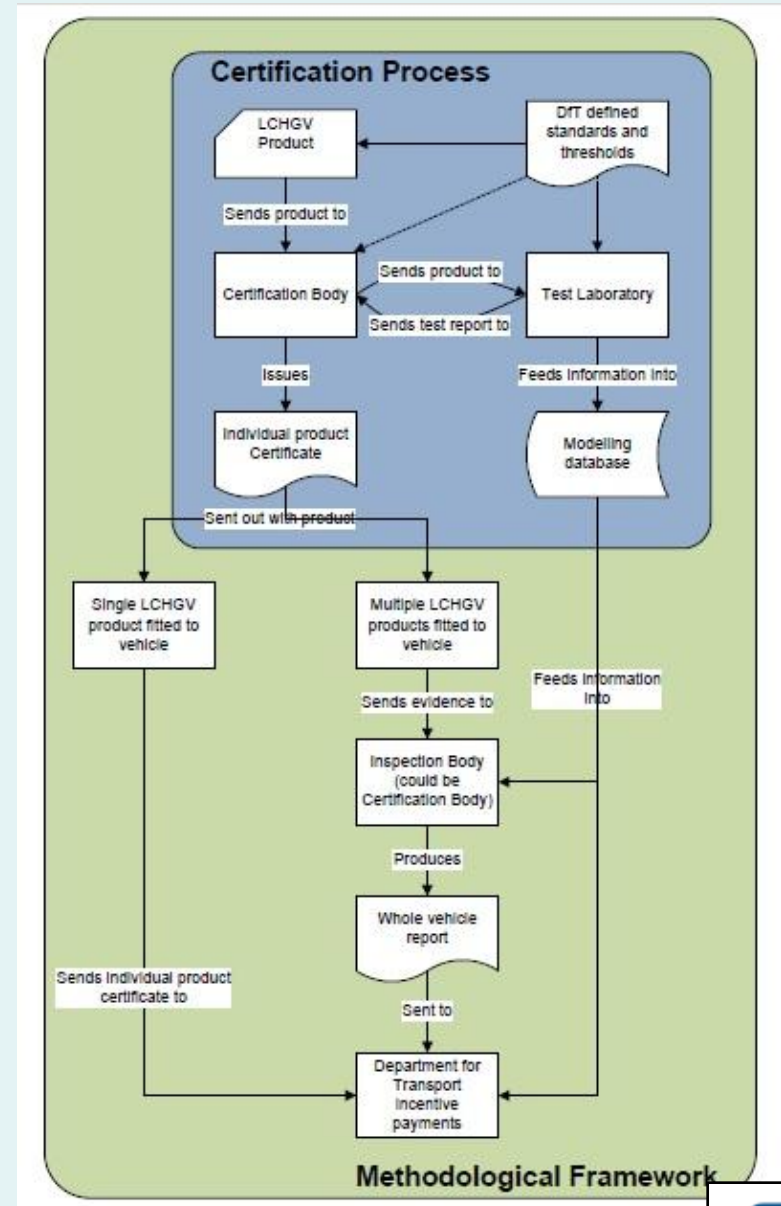 Certification Process
LCHGV
Product
DfT defined
standards and
thresholds
Sends product to
Certification Body
Sends product to
Sends test report to
Test Laboratory
Issues
Feeds Information Into
Individual product
Certificate
Modelling
database
Sent out with product
Single LCHGV
product fitted to
vehicle
Multiple LCHGV
products fitted to
vehicle
Feeds Information
Into
Sends evidence to
Inspection Body
(could be
Certification Body)
Produces
Whole vehicle
report
Sends Individual product
certificate to
Sent to
Department for
Transport
Incentive
payments
Methodological Framework